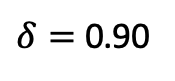 𝛿 = 0.90